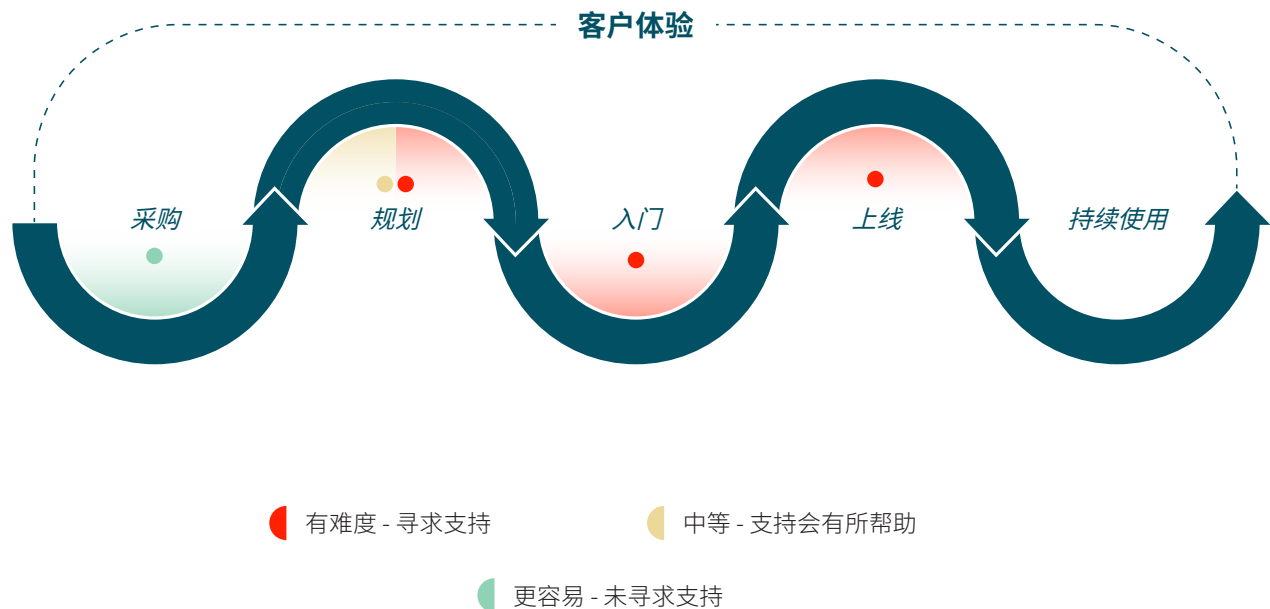 客户体验
采购
规划
入门
上线
持续使用
有难度 - 寻求支持
中等 - 支持会有所帮助
更容易 - 未寻求支持